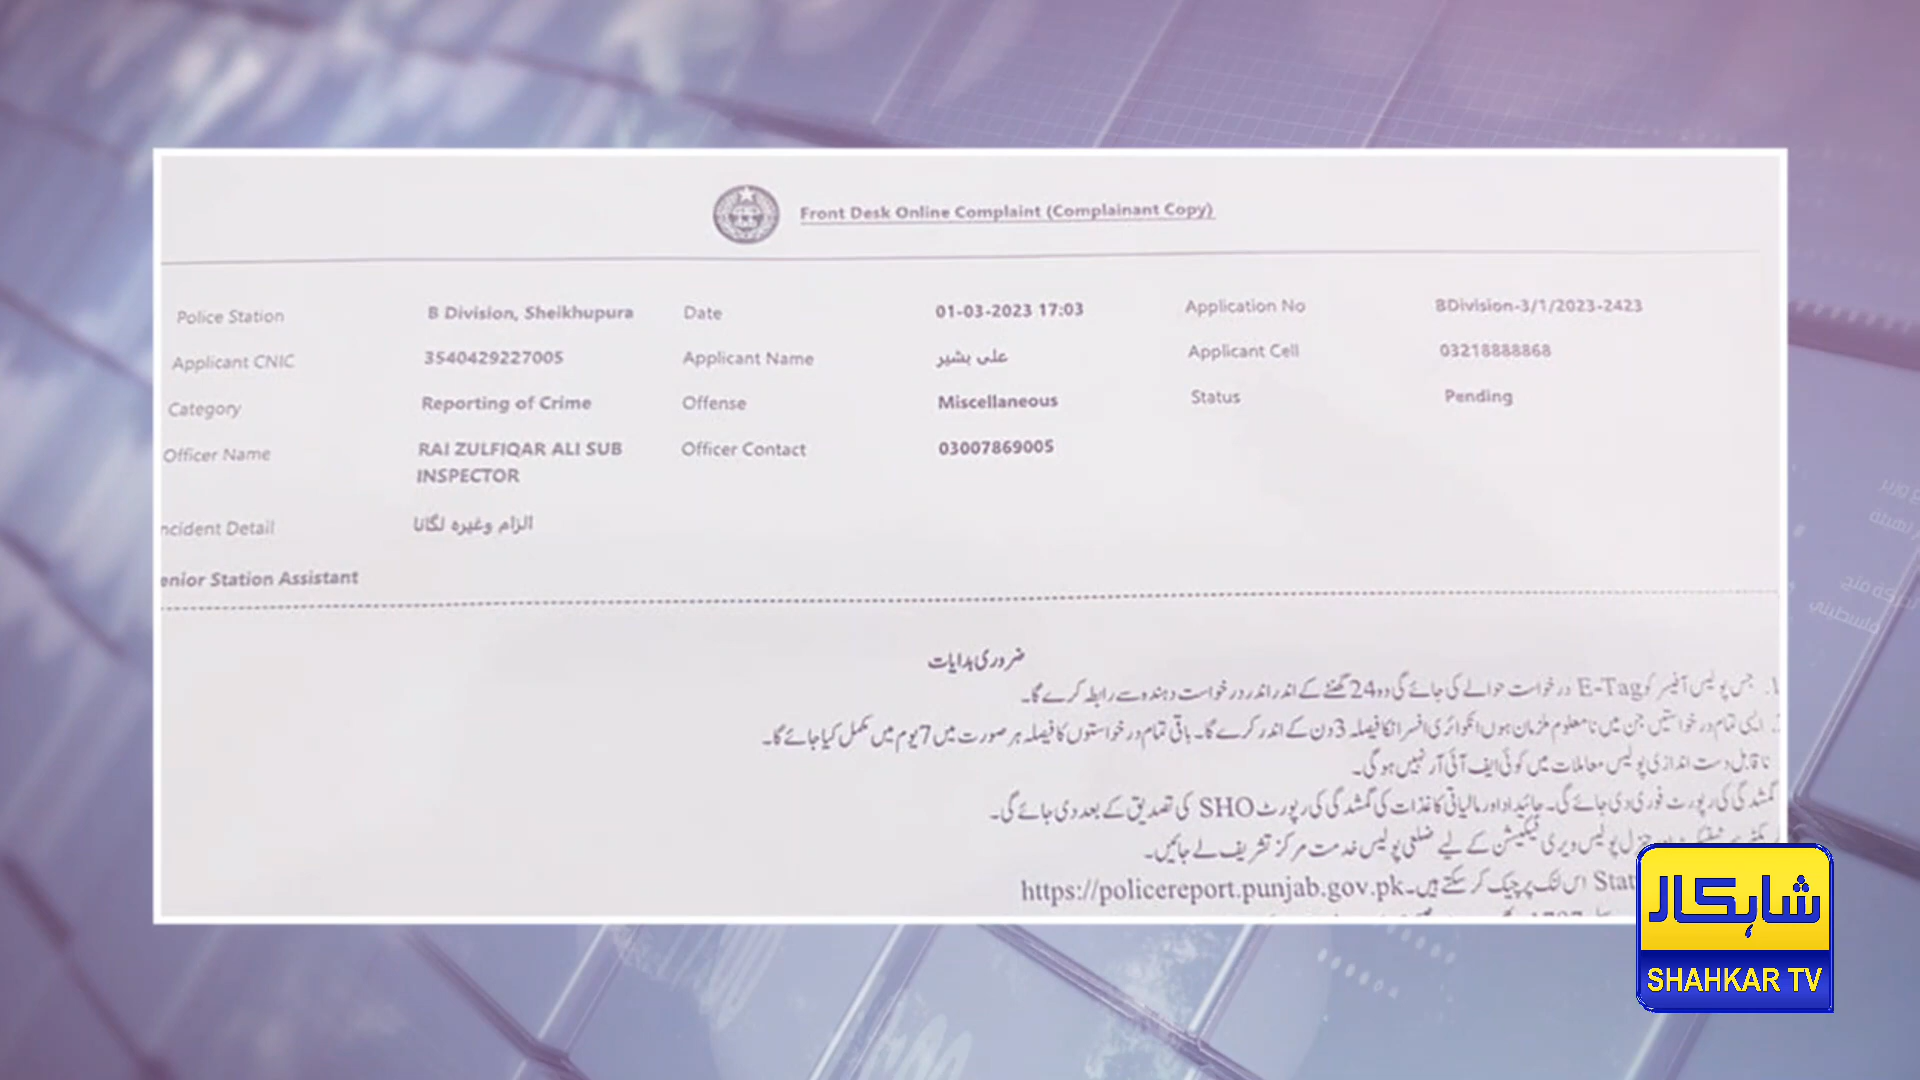 Front Desk Online Complaint (Complainant Copy)
Police Station B Division, Sheikhupura Date 01-03-2023 17:03 Application No BDivision-3/1/2023-2423
Applicant CNIC 3540429227005 Applicant Name علی بشیر Applicant Cell 03218888868
Category Reporting of Crime Offense Miscellaneous Status Pending
Officer Name RAI ZULFIQAR ALI SUB INSPECTOR Officer Contact 03007869005
ncident Detail الزام وغیرہ لگانا
enior Station Assistant
ضروری ہدایات
1. جس پولیس آفیسر کو E-Tag درخواست حوالے کی جائے گی وہ 24 گھنٹے کے اندر اندر درخواست دہندہ سے رابطہ کرے گا۔
ایسی تمام درخواستیں جن میں نامعلوم ملزمان ہوں انکوائری افسر انکا فیصلہ 3 دن کے اندر کرے گا۔ باقی تمام درخواستوں کا فیصلہ ہر صورت میں 7 یوم میں مکمل کیا جائے گا۔
ناقابل دست اندازی پولیس معاملات میں کوئی ایف آئی آر نہیں ہوگی۔
گمشدگی کی رپورٹ فوری دی جائے گی۔ جائیداد اور مالیاتی کاغذات کی گمشدگی کی رپورٹ SHO کی تصدیق کے بعد دی جائے گی۔
جنرل پولیس ویری فیکیشن کے لیے ضلعی پولیس خدمت مرکز تشریف لے جائیں۔
Stat اس لنک پر چیک کر سکتے ہیں۔ https://policereport.punjab.gov.pk
شاہکار
SHAHKAR TV